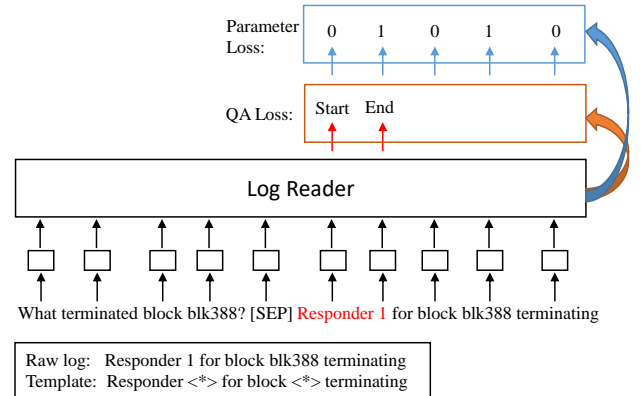 Parameter Loss: 0 1 0 1 0
QA Loss: Start End
Log Reader
What terminated block blk388? [SEP] Responder 1 for block blk388 terminating
Raw log: Responder 1 for block blk388 terminating
Template: Responder <*> for block <*> terminating